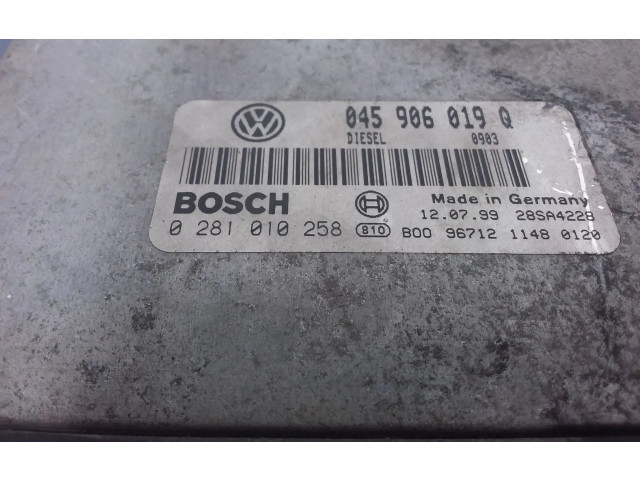 VW 045 906 019 Q
DIESEL 0903
BOSCH Made in Germany
12.07.99 28SA4228
0 281 010 258 810 B00 96712 1148 0120